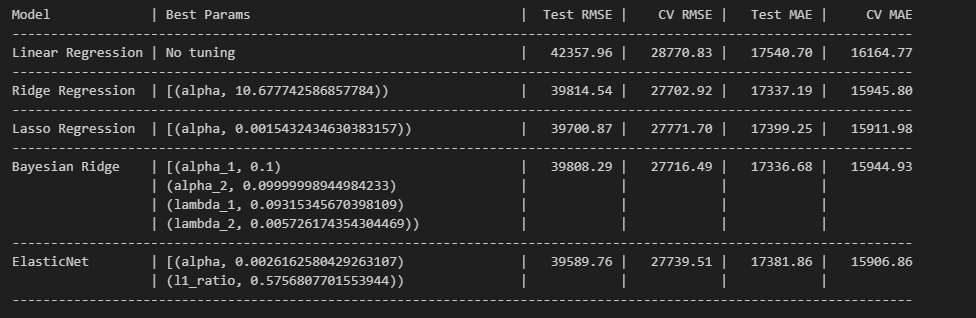 Model | Best Params | Test RMSE | CV RMSE | Test MAE | CV MAE
Linear Regression | No tuning | 42357.96 | 28770.83 | 17540.70 | 16164.77
Ridge Regression | [(alpha, 10.677742586857784)) | 39814.54 | 27702.92 | 17337.19 | 15945.80
Lasso Regression | [(alpha, 0.0015432434630383157)) | 39700.87 | 27771.70 | 17399.25 | 15911.98
Bayesian Ridge | [(alpha_1, 0.1) | 39808.29 | 27716.49 | 17336.68 | 15944.93
| (alpha_2, 0.09999998944984233) | | | |
| (lambda_1, 0.09315345670398109) | | | |
| (lambda_2, 0.005726174354304469)) | | | |
ElasticNet | [(alpha, 0.0026162580429263107) | 39589.76 | 27739.51 | 17381.86 | 15906.86
| (l1_ratio, 0.5756807701553944)) | | | |